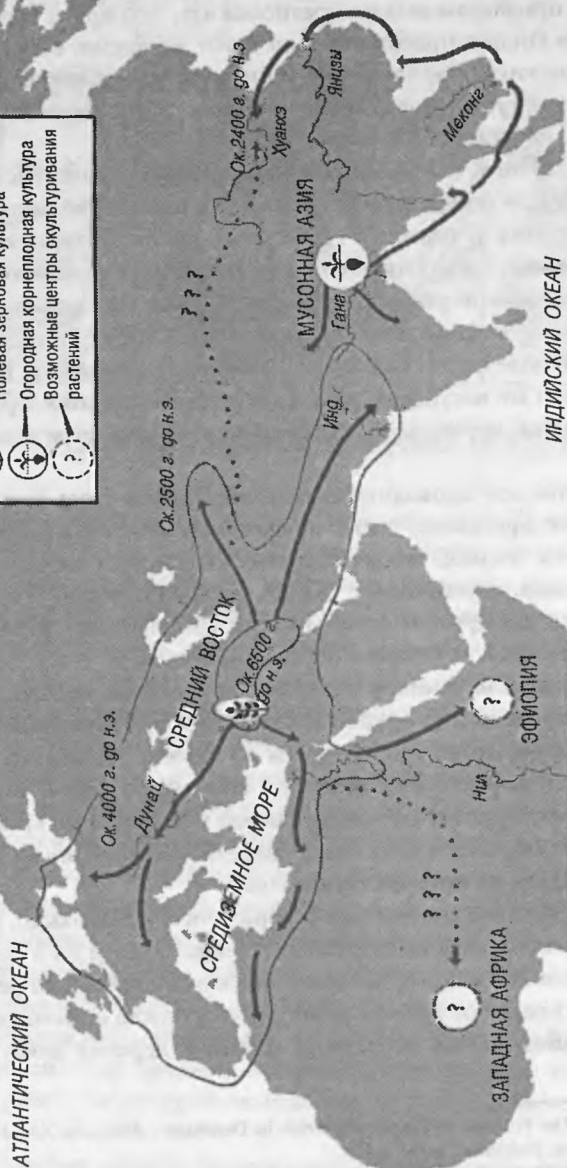 Полевая зерновая культура
Огородная корнеплодная культура
Возможные центры окультуривания
растений
?
АТЛАНТИЧЕСКИЙ ОКЕАН
Ок.4000 г. до н.э.
Ок.2500 г. до н.э.
Ок.2400 г. до н.э.
Дунай
СРЕДНИЙ ВОСТОК
Ок.6500 г.
до н э.
СРЕДИЗЕМНОЕ МОРЕ
? ? ?
Хуанхэ
Янцзы
МУСОННАЯ АЗИЯ
Инд
Гана
Меконг
Нил
ЭФИОПИЯ
?
? ? ?
?
ЗАПАДНАЯ АФРИКА
ИНДИЙСКИЙ ОКЕАН